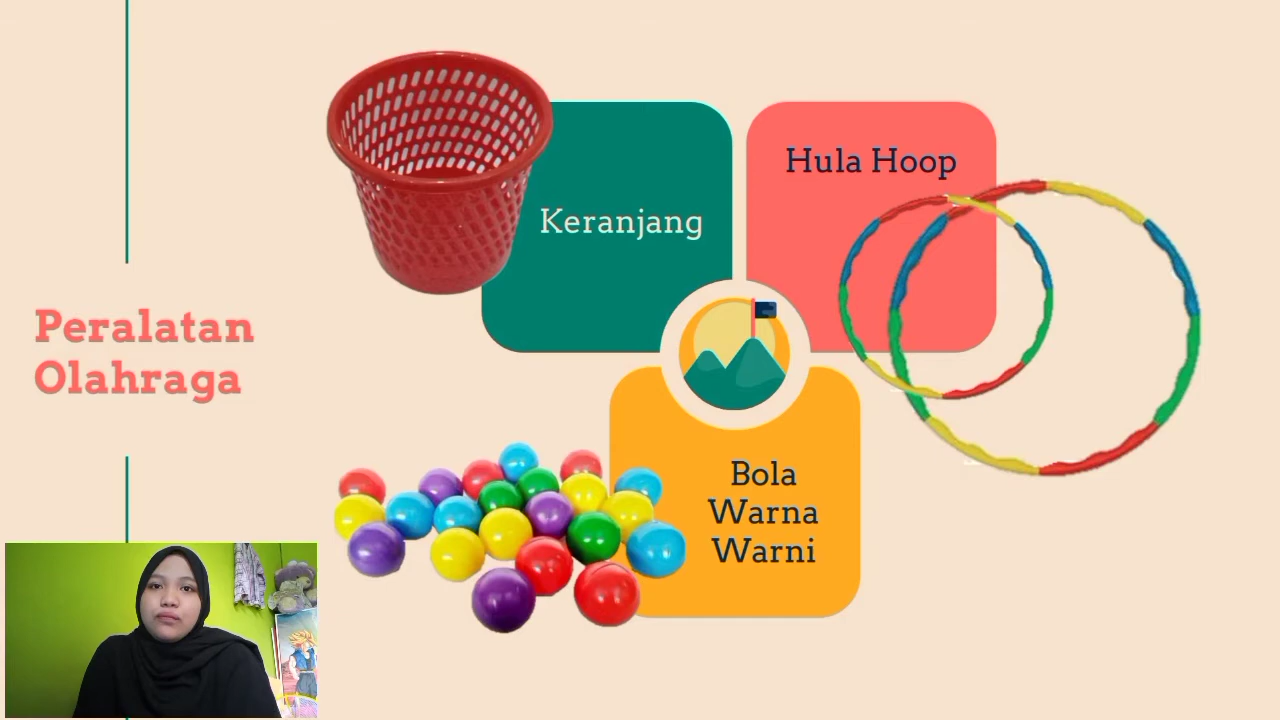 Peralatan
Olahraga
Keranjang
Hula Hoop
Bola
Warna
Warni